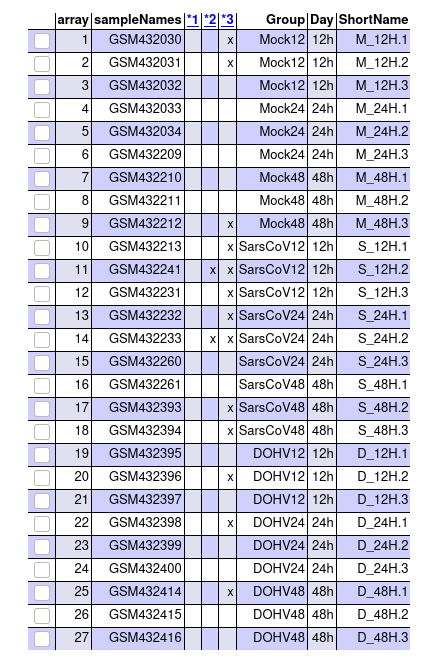 array sampleNames *1 *2 *3 Group Day ShortName
1 GSM432030 x Mock12 12h M_12H.1
2 GSM432031 x Mock12 12h M_12H.2
3 GSM432032 Mock12 12h M_12H.3
4 GSM432033 Mock24 24h M_24H.1
5 GSM432034 Mock24 24h M_24H.2
6 GSM432209 Mock24 24h M_24H.3
7 GSM432210 Mock48 48h M_48H.1
8 GSM432211 Mock48 48h M_48H.2
9 GSM432212 x Mock48 48h M_48H.3
10 GSM432213 x SarsCoV12 12h S_12H.1
11 GSM432241 x x SarsCoV12 12h S_12H.2
12 GSM432231 x SarsCoV12 12h S_12H.3
13 GSM432232 x SarsCoV24 24h S_24H.1
14 GSM432233 x x SarsCoV24 24h S_24H.2
15 GSM432260 SarsCoV24 24h S_24H.3
16 GSM432261 SarsCoV48 48h S_48H.1
17 GSM432393 x SarsCoV48 48h S_48H.2
18 GSM432394 x SarsCoV48 48h S_48H.3
19 GSM432395 DOHV12 12h D_12H.1
20 GSM432396 x DOHV12 12h D_12H.2
21 GSM432397 DOHV12 12h D_12H.3
22 GSM432398 x DOHV24 24h D_24H.1
23 GSM432399 DOHV24 24h D_24H.2
24 GSM432400 DOHV24 24h D_24H.3
25 GSM432414 x DOHV48 48h D_48H.1
26 GSM432415 DOHV48 48h D_48H.2
27 GSM432416 DOHV48 48h D_48H.3